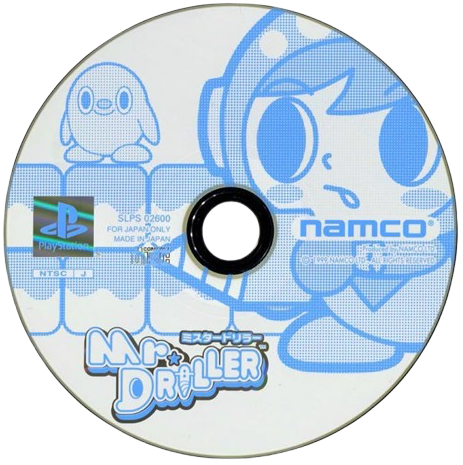 SLPS 02600
FOR JAPAN ONLY
MADE IN JAPAN
PlayStation
NTSC J
namco®
Produced by NAMCO LTD.
© 1999 NAMCO LTD., ALL RIGHTS RESERVED
ミスタードリラー
Mr. DRILLER